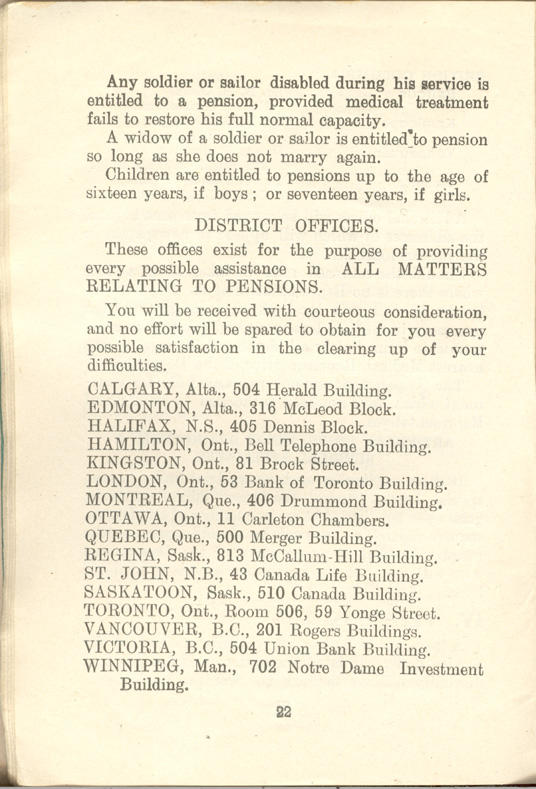 Any soldier or sailor disabled during his service is
entitled to a pension, provided medical treatment
fails to restore his full normal capacity.
A widow of a soldier or sailor is entitled to pension
so long as she does not marry again.
Children are entitled to pensions up to the age of
sixteen years, if boys ; or seventeen years, if girls.
DISTRICT OFFICES.
These offices exist for the purpose of providing
every possible assistance in ALL MATTERS
RELATING TO PENSIONS.
You will be received with courteous consideration,
and no effort will be spared to obtain for you every
possible satisfaction in the clearing up of your
difficulties.
CALGARY, Alta., 504 Herald Building.
EDMONTON, Alta., 316 McLeod Block.
HALIFAX, N.S., 405 Dennis Block.
HAMILTON, Ont., Bell Telephone Building.
KINGSTON, Ont., 81 Brock Street.
LONDON, Ont., 53 Bank of Toronto Building.
MONTREAL, Que., 406 Drummond Building.
OTTAWA, Ont., 11 Carleton Chambers.
QUEBEC, Que., 500 Merger Building.
REGINA, Sask., 813 McCallum-Hill Building.
ST. JOHN, N.B., 43 Canada Life Building.
SASKATOON, Sask., 510 Canada Building.
TORONTO, Ont., Room 506, 59 Yonge Street.
VANCOUVER, B.C., 201 Rogers Buildings.
VICTORIA, B.C., 504 Union Bank Building.
WINNIPEG, Man., 702 Notre Dame Investment
Building.
22